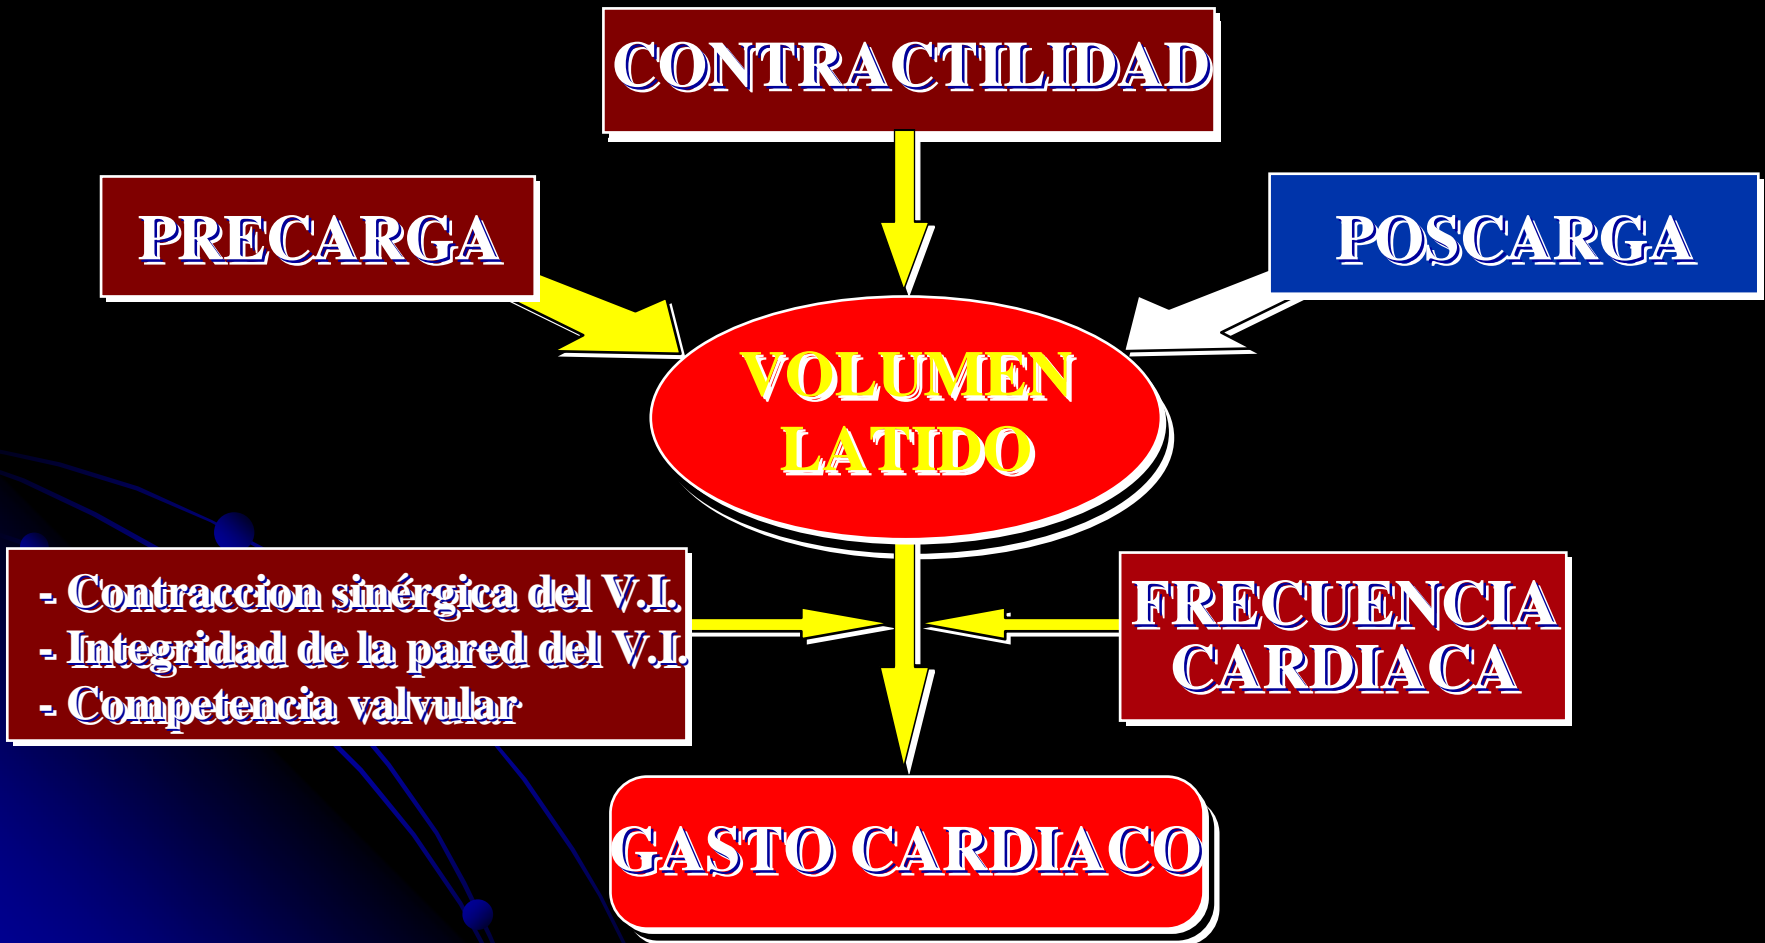 CONTRACTILIDAD
PRECARGA
POSCARGA
VOLUMEN
LATIDO
- Contraccion sinérgica del V.I.
- Integridad de la pared del V.I.
- Competencia valvular
FRECUENCIA
CARDIACA
GASTO CARDIACO